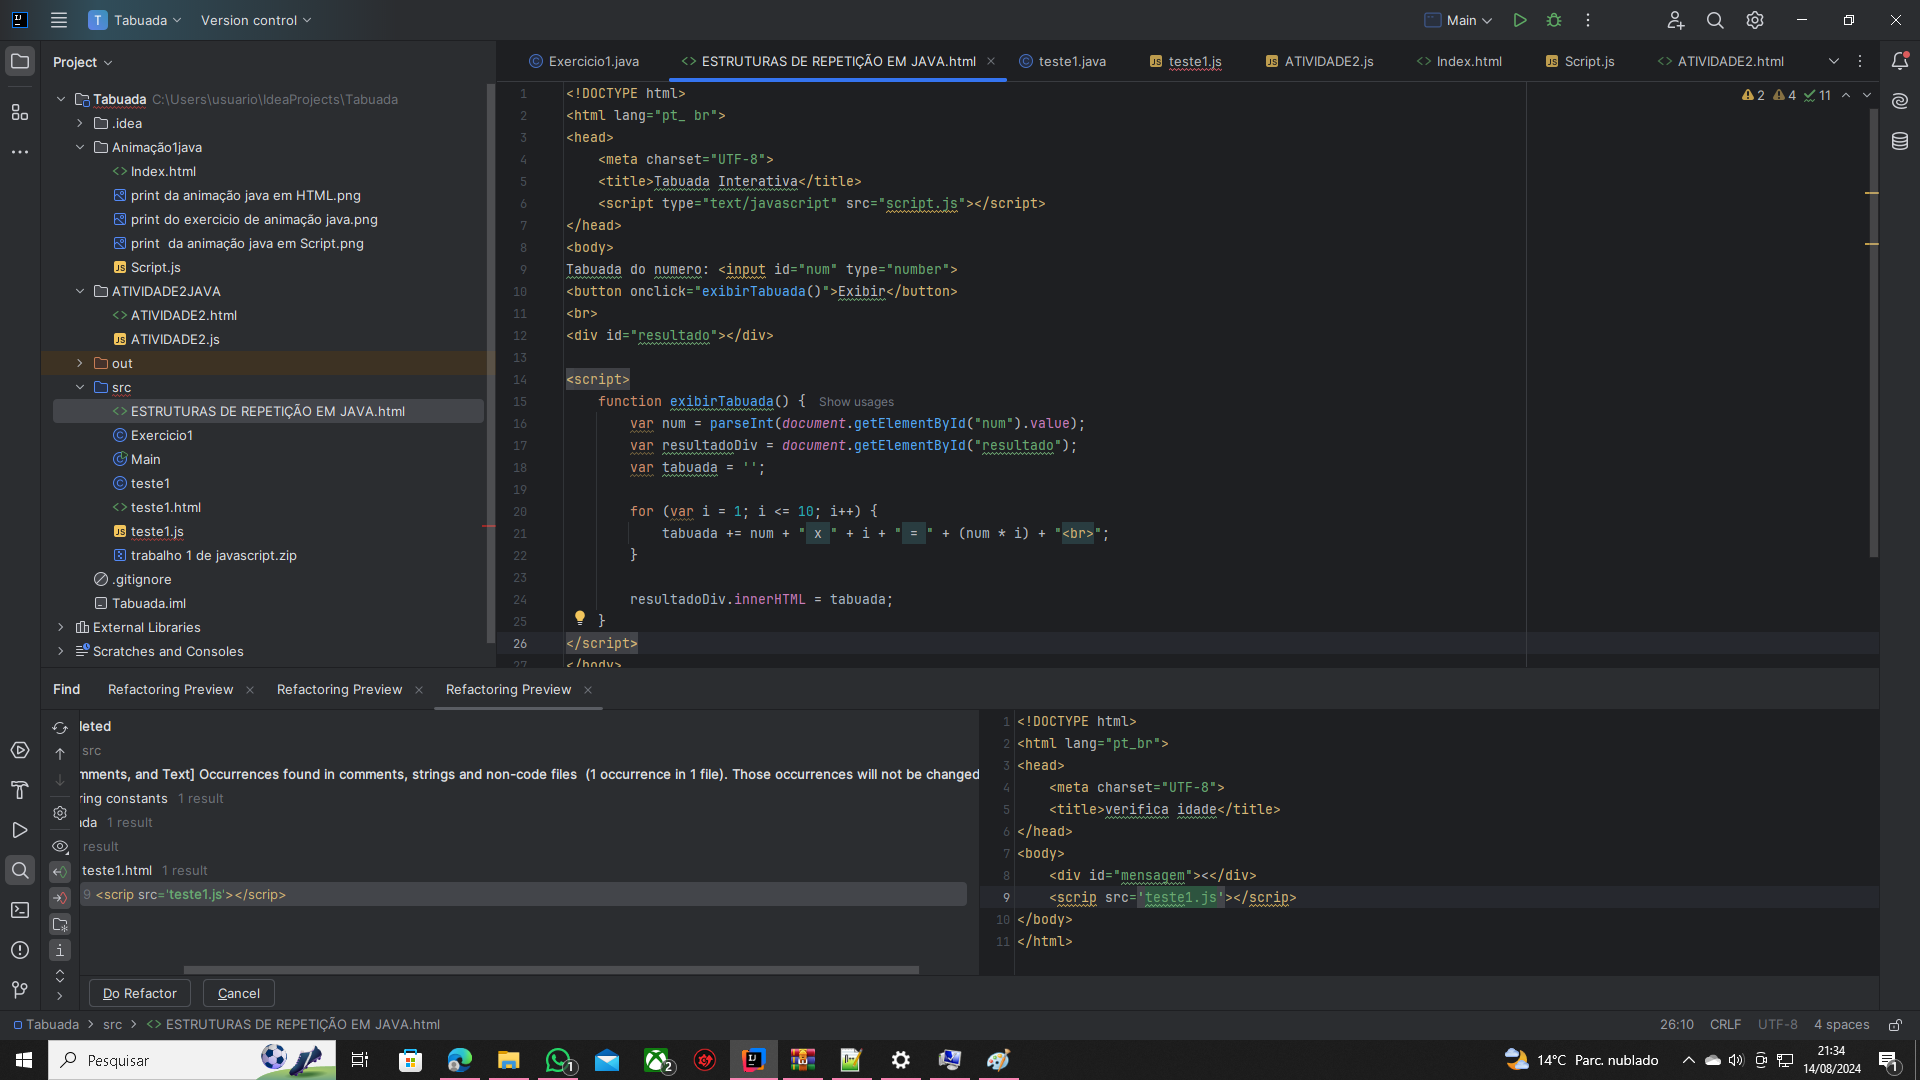 Tabuada
Version control
Main
Project
Exercicio1.java
ESTRUTURAS DE REPETIÇÃO EM JAVA.html
teste1.java
teste1.js
ATIVIDADE2.js
Index.html
Script.js
ATIVIDADE2.html
Tabuada C:\Users\usuario\IdeaProjects\Tabuada
.idea
Animação1java
Index.html
print da animação java em HTML.png
print do exercicio de animação java.png
print  da animação java em Script.png
Script.js
ATIVIDADE2JAVA
ATIVIDADE2.html
ATIVIDADE2.js
out
src
ESTRUTURAS DE REPETIÇÃO EM JAVA.html
Exercicio1
Main
teste1
teste1.html
teste1.js
trabalho 1 de javascript.zip
.gitignore
Tabuada.iml
External Libraries
Scratches and Consoles
2 4 11
1 <!DOCTYPE html>
2 <html lang="pt_ br">
3 <head>
4     <meta charset="UTF-8">
5     <title>Tabuada Interativa</title>
6     <script type="text/javascript" src="script.js"></script>
7 </head>
8 <body>
9 Tabuada do numero: <input id="num" type="number">
10 <button onclick="exibirTabuada()">Exibir</button>
11 <br>
12 <div id="resultado"></div>
13
14 <script>
15     function exibirTabuada() { Show usages
16         var num = parseInt(document.getElementById("num").value);
17         var resultadoDiv = document.getElementById("resultado");
18         var tabuada = '';
19
20         for (var i = 1; i <= 10; i++) {
21             tabuada += num + " x " + i + " = " + (num * i) + "<br>";
22         }
23
24         resultadoDiv.innerHTML = tabuada;
25     }
26 </script>
27 </body>
Find
Refactoring Preview
Refactoring Preview
Refactoring Preview
leted
src
mments, and Text] Occurrences found in comments, strings and non-code files  (1 occurrence in 1 file). Those occurrences will not be changed
ring constants 1 result
ada 1 result
result
teste1.html 1 result
9 <scrip src='teste1.js'></scrip>
1 <!DOCTYPE html>
2 <html lang="pt_br">
3 <head>
4     <meta charset="UTF-8">
5     <title>verifica idade</title>
6 </head>
7 <body>
8     <div id="mensagem"><</div>
9     <scrip src='teste1.js'></scrip>
10 </body>
11 </html>
Do Refactor
Cancel
Tabuada > src > ESTRUTURAS DE REPETIÇÃO EM JAVA.html
26:10 CRLF UTF-8 4 spaces
Pesquisar
1
2
14°C Parc. nublado
21:34
14/08/2024
1